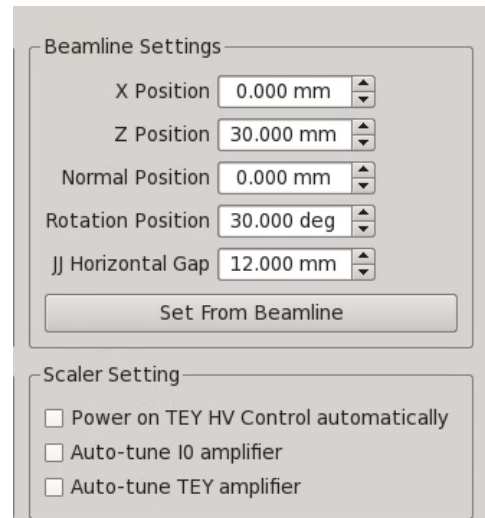 Beamline Settings
X Position 0.000 mm
Z Position 30.000 mm
Normal Position 0.000 mm
Rotation Position 30.000 deg
JJ Horizontal Gap 12.000 mm
Set From Beamline
Scaler Setting
Power on TEY HV Control automatically
Auto-tune I0 amplifier
Auto-tune TEY amplifier